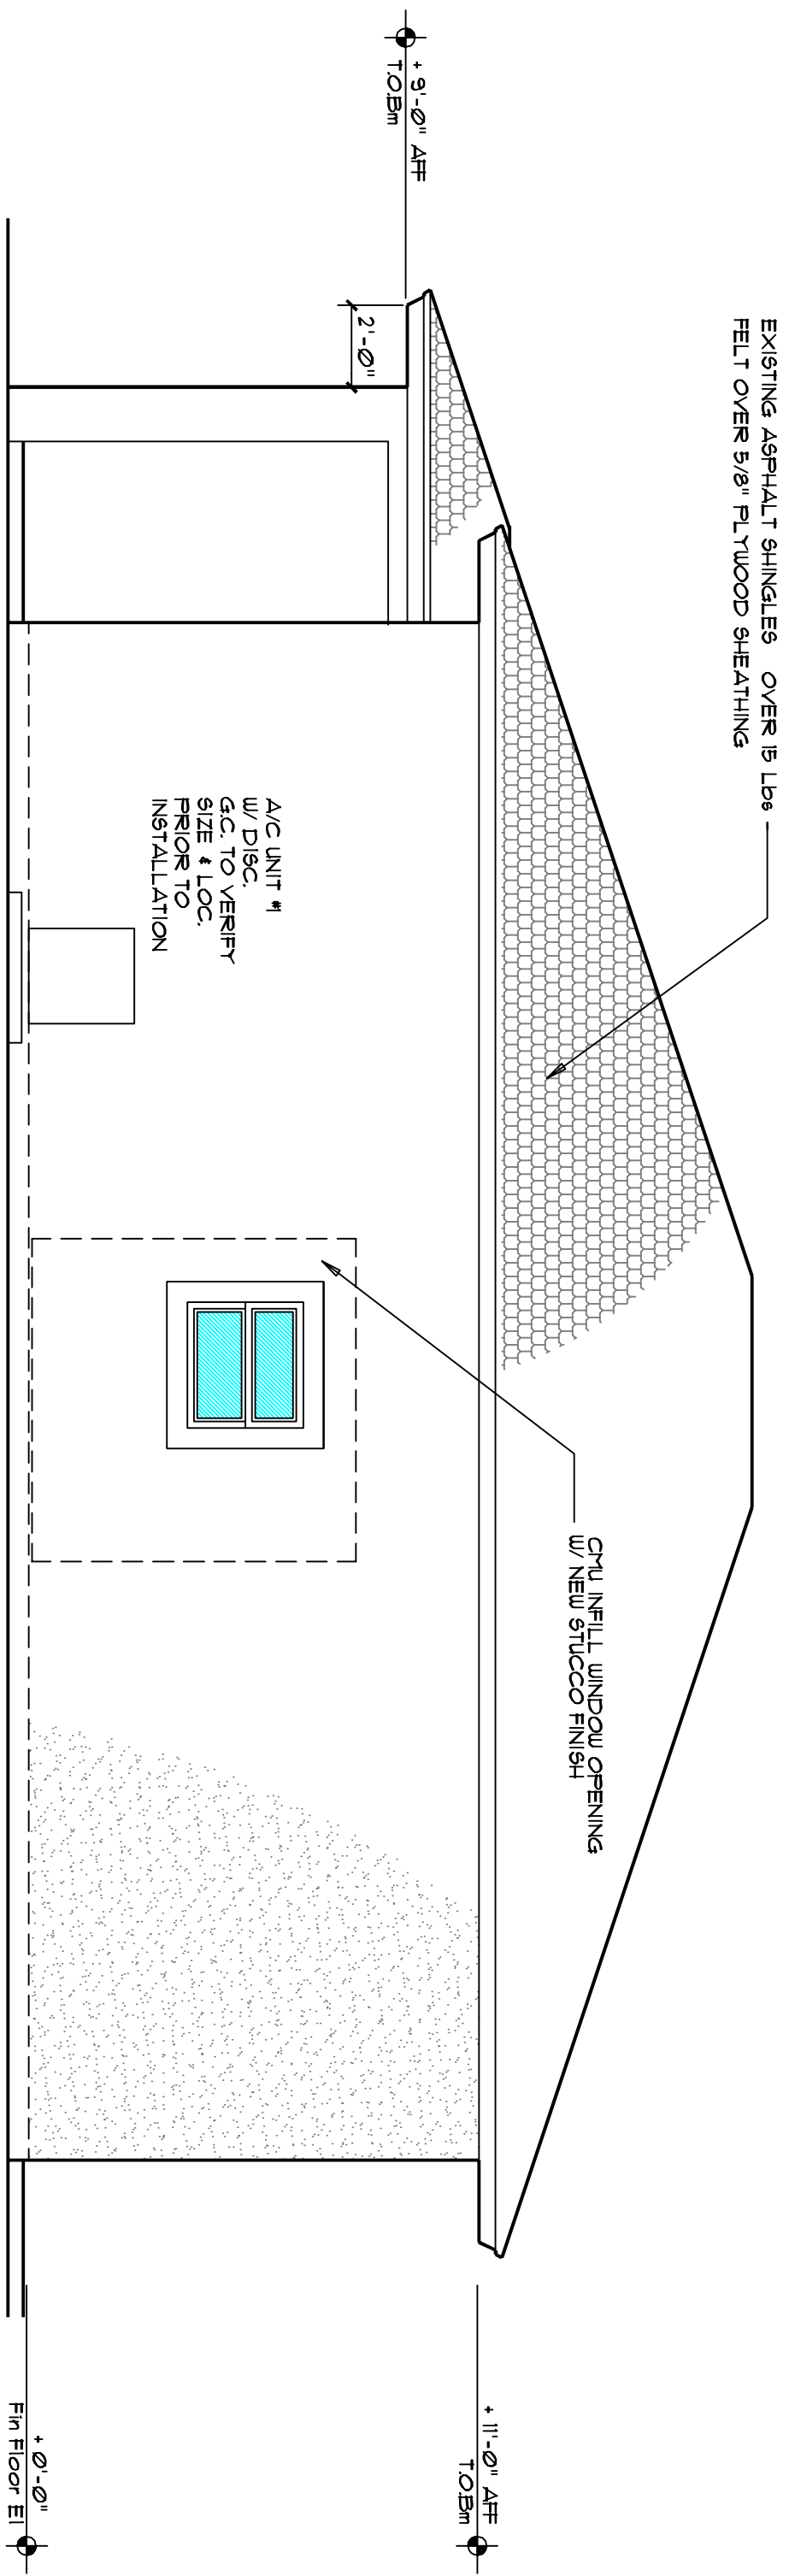 EXISTING ASPHALT SHINGLES OVER 15 Lbs
FELT OVER 5/8" PLYWOOD SHEATHING
+ 9'-0" AFF
T.O.Bm
2'-0"
A/C UNIT #1
W/ DISC.
G.C. TO VERIFY
SIZE & LOC.
PRIOR TO
INSTALLATION
CMU INFILL WINDOW OPENING
W/ NEW STUCCO FINISH
+ 11'-0" AFF
T.O.Bm
+ 0'-0"
Fin Floor El